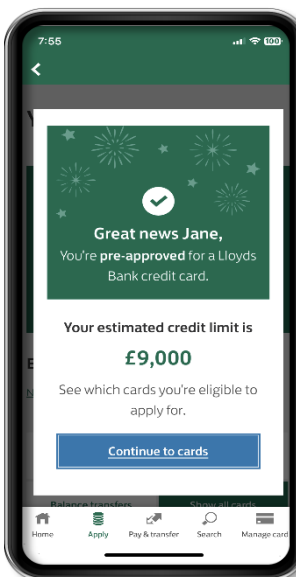 7:55
100
Great news Jane,
You're pre-approved for a Lloyds
Bank credit card.
Your estimated credit limit is
£9,000
See which cards you're eligible to
apply for.
Continue to cards
Balance transfers Show all cards
Home Apply Pay & transfer Search Manage card